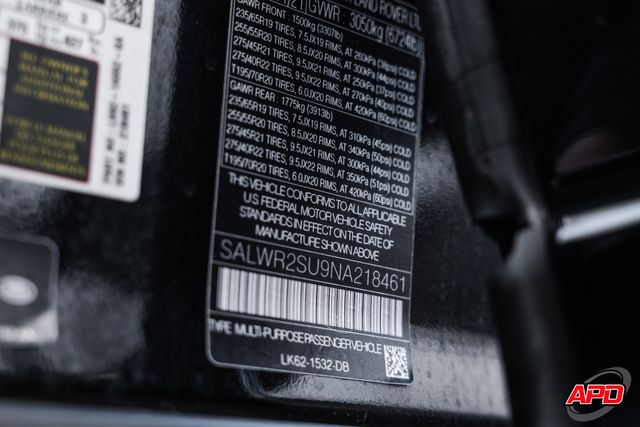 LAND ROVER LTD
GVWR : 3050kg (6724lb)
GAWR FRONT : 1500kg (3307lb)
235/65R19 TIRES, 7.5JX19 RIMS, AT 260kPa (38psi) COLD
255/55R20 TIRES, 8.5JX20 RIMS, AT 300kPa (44psi) COLD
275/45R21 TIRES, 9.5JX21 RIMS, AT 250kPa (37psi) COLD
275/40R22 TIRES, 9.5JX22 RIMS, AT 270kPa (40psi) COLD
T195/70R20 TIRES, 6.0JX20 RIMS, AT 420kPa (60psi) COLD
GAWR REAR : 1775kg (3913lb)
235/65R19 TIRES, 7.5JX19 RIMS, AT 310kPa (45psi) COLD
255/55R20 TIRES, 8.5JX20 RIMS, AT 340kPa (50psi) COLD
275/45R21 TIRES, 9.5JX21 RIMS, AT 300kPa (44psi) COLD
275/40R22 TIRES, 9.5JX22 RIMS, AT 350kPa (51psi) COLD
T195/70R20 TIRES, 6.0JX20 RIMS, AT 420kPa (60psi) COLD
THIS VEHICLE CONFORMS TO ALL APPLICABLE
U.S. FEDERAL MOTOR VEHICLE SAFETY
STANDARDS IN EFFECT ON THE DATE OF
MANUFACTURE SHOWN ABOVE
SALWR2SU9NA218461
TYPE MULTI-PURPOSE PASSENGER VEHICLE
LK62-1532-DB
APD